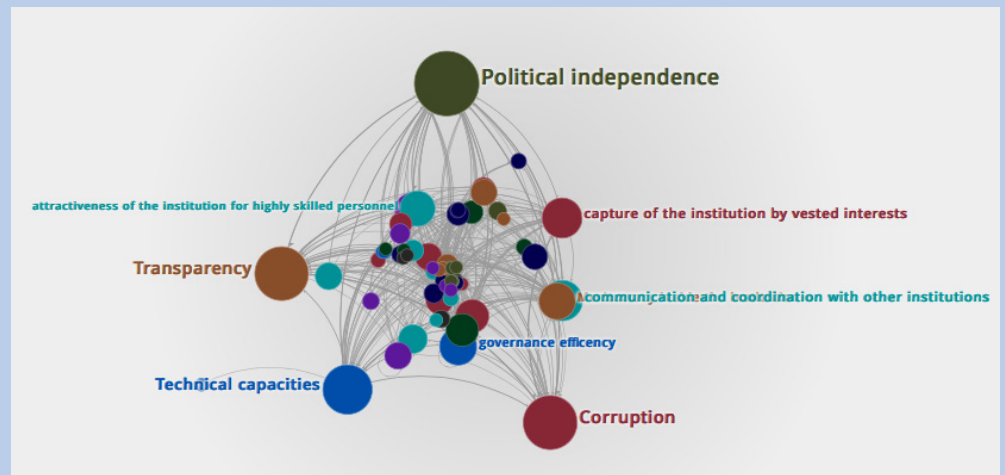 Political independence
attractiveness of the institution for highly skilled personnel
capture of the institution by vested interests
Transparency
communication and coordination with other institutions
governance efficency
Technical capacities
Corruption